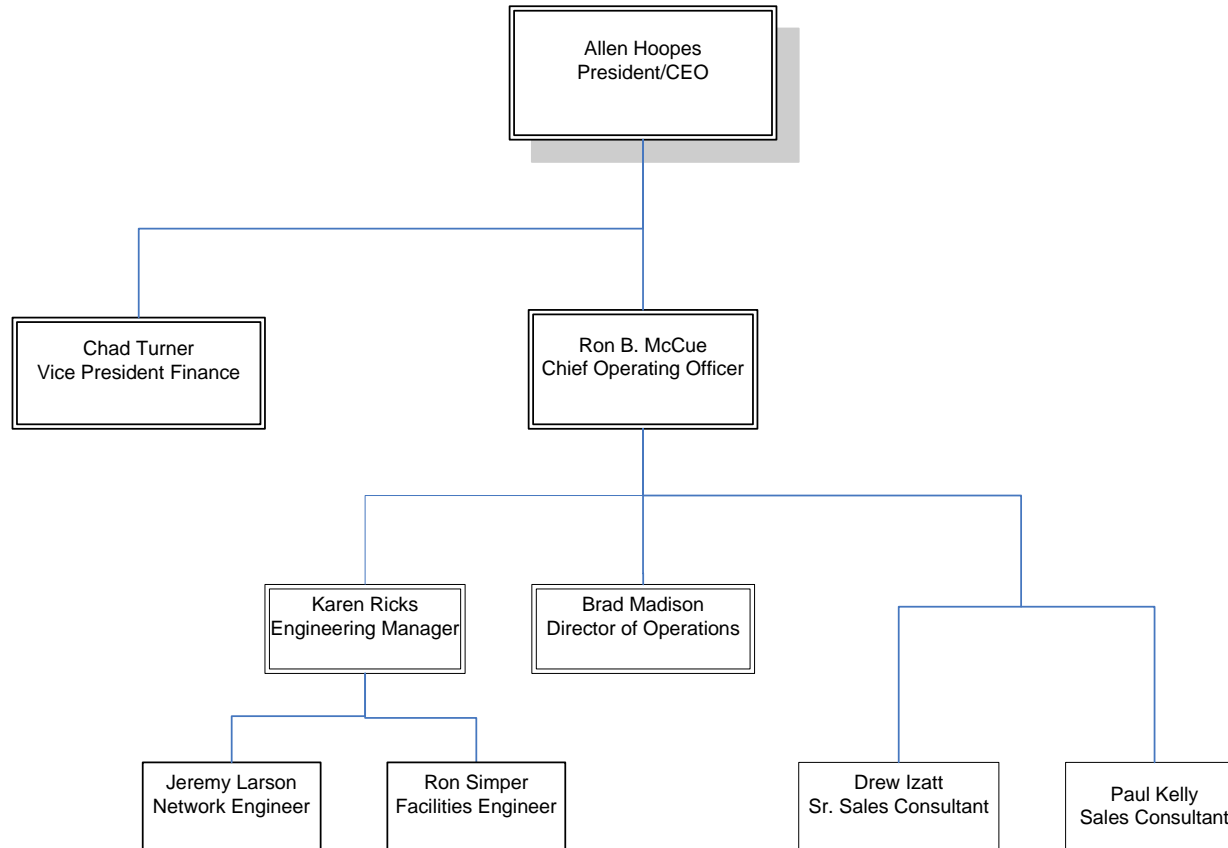 Allen Hoopes
President/CEO
Chad Turner
Vice President Finance
Ron B. McCue
Chief Operating Officer
Karen Ricks
Engineering Manager
Brad Madison
Director of Operations
Jeremy Larson
Network Engineer
Ron Simper
Facilities Engineer
Drew Izatt
Sr. Sales Consultant
Paul Kelly
Sales Consultant